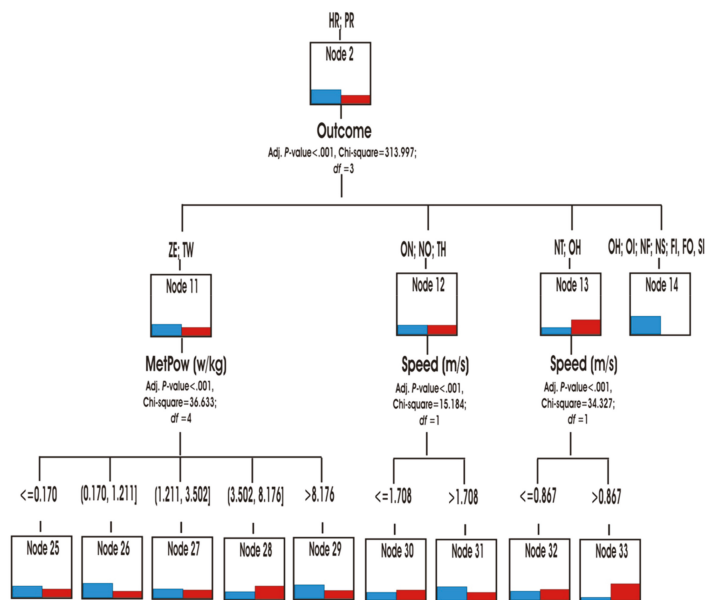 HR; PR
Node 2
Outcome
Adj. P-value<.001, Chi-square=313.997;
df =3
ZE; TW
ON; NO; TH
NT; OH
OH; OI; NF; NS; FI, FO, SI
Node 11
Node 12
Node 13
Node 14
MetPow (w/kg)
Adj. P-value<.001,
Chi-square=36.633;
df =4
Speed (m/s)
Adj. P-value<.001,
Chi-square=15.184;
df =1
Speed (m/s)
Adj. P-value<.001,
Chi-square=34.327;
df =1
<=0.170
(0.170, 1.211]
(1.211, 3.502]
(3.502, 8.176]
>8.176
<=1.708
>1.708
<=0.867
>0.867
Node 25
Node 26
Node 27
Node 28
Node 29
Node 30
Node 31
Node 32
Node 33